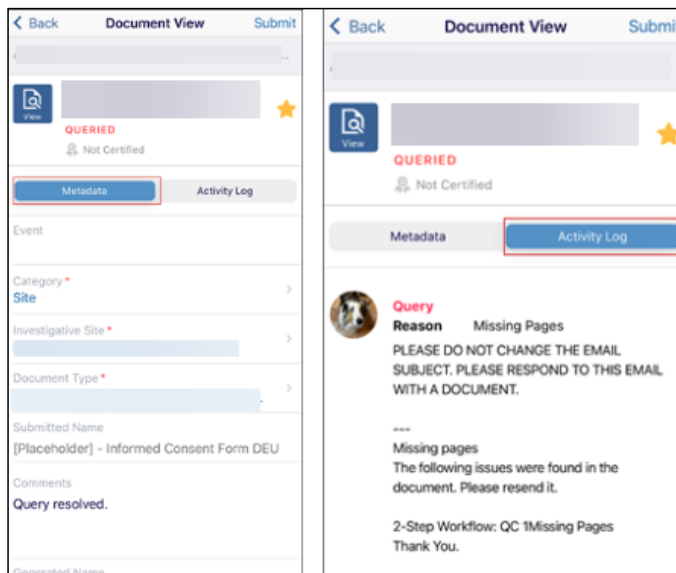 Back Document View Submit
View
QUERIED
Not Certified
Metadata Activity Log
Event
Category *
Site
Investigative Site *
Document Type *
Submitted Name
[Placeholder] - Informed Consent Form DEU
Comments
Query resolved.
Generated Name
Back Document View Submi
View
QUERIED
Not Certified
Metadata Activity Log
Query
Reason Missing Pages
PLEASE DO NOT CHANGE THE EMAIL
SUBJECT. PLEASE RESPOND TO THIS EMAIL
WITH A DOCUMENT.
---
Missing pages
The following issues were found in the
document. Please resend it.
2-Step Workflow: QC 1Missing Pages
Thank You.